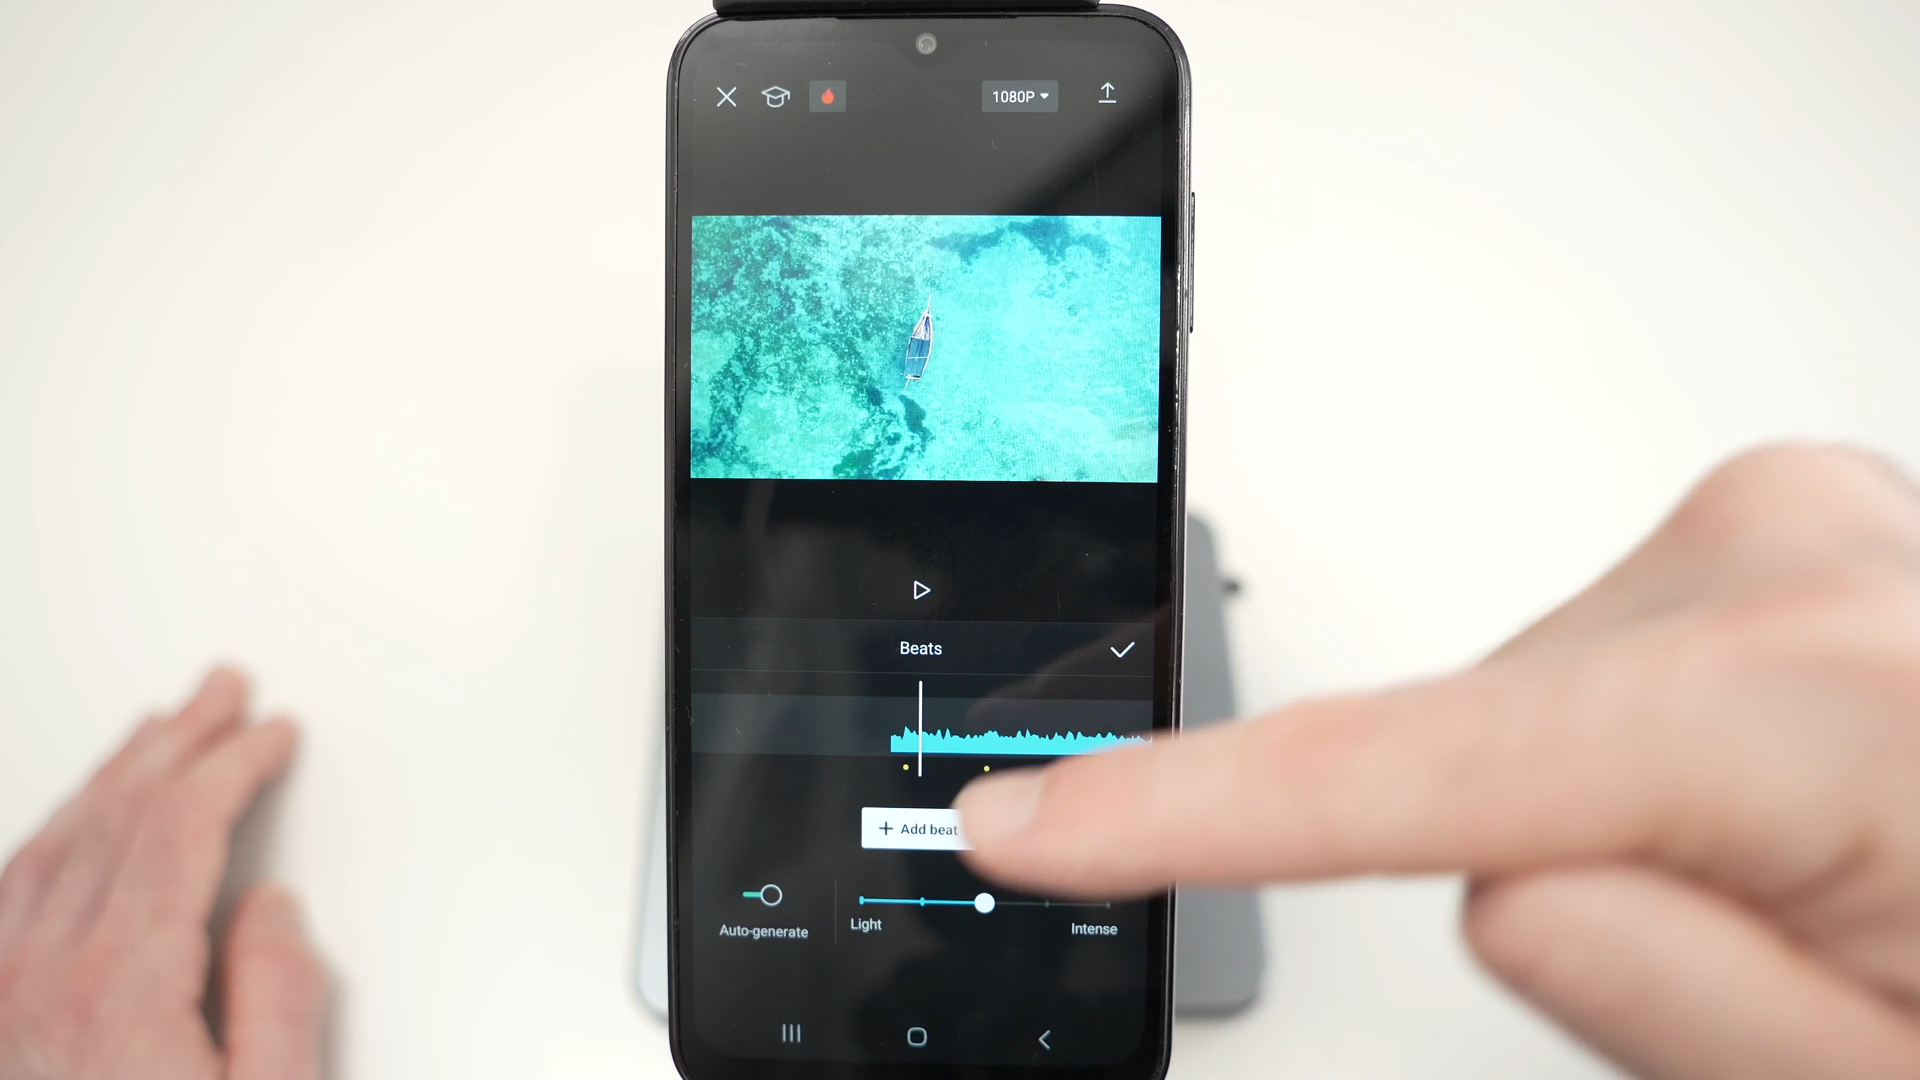 1080P
Beats
+ Add beat
Auto-generate
Light
Intense